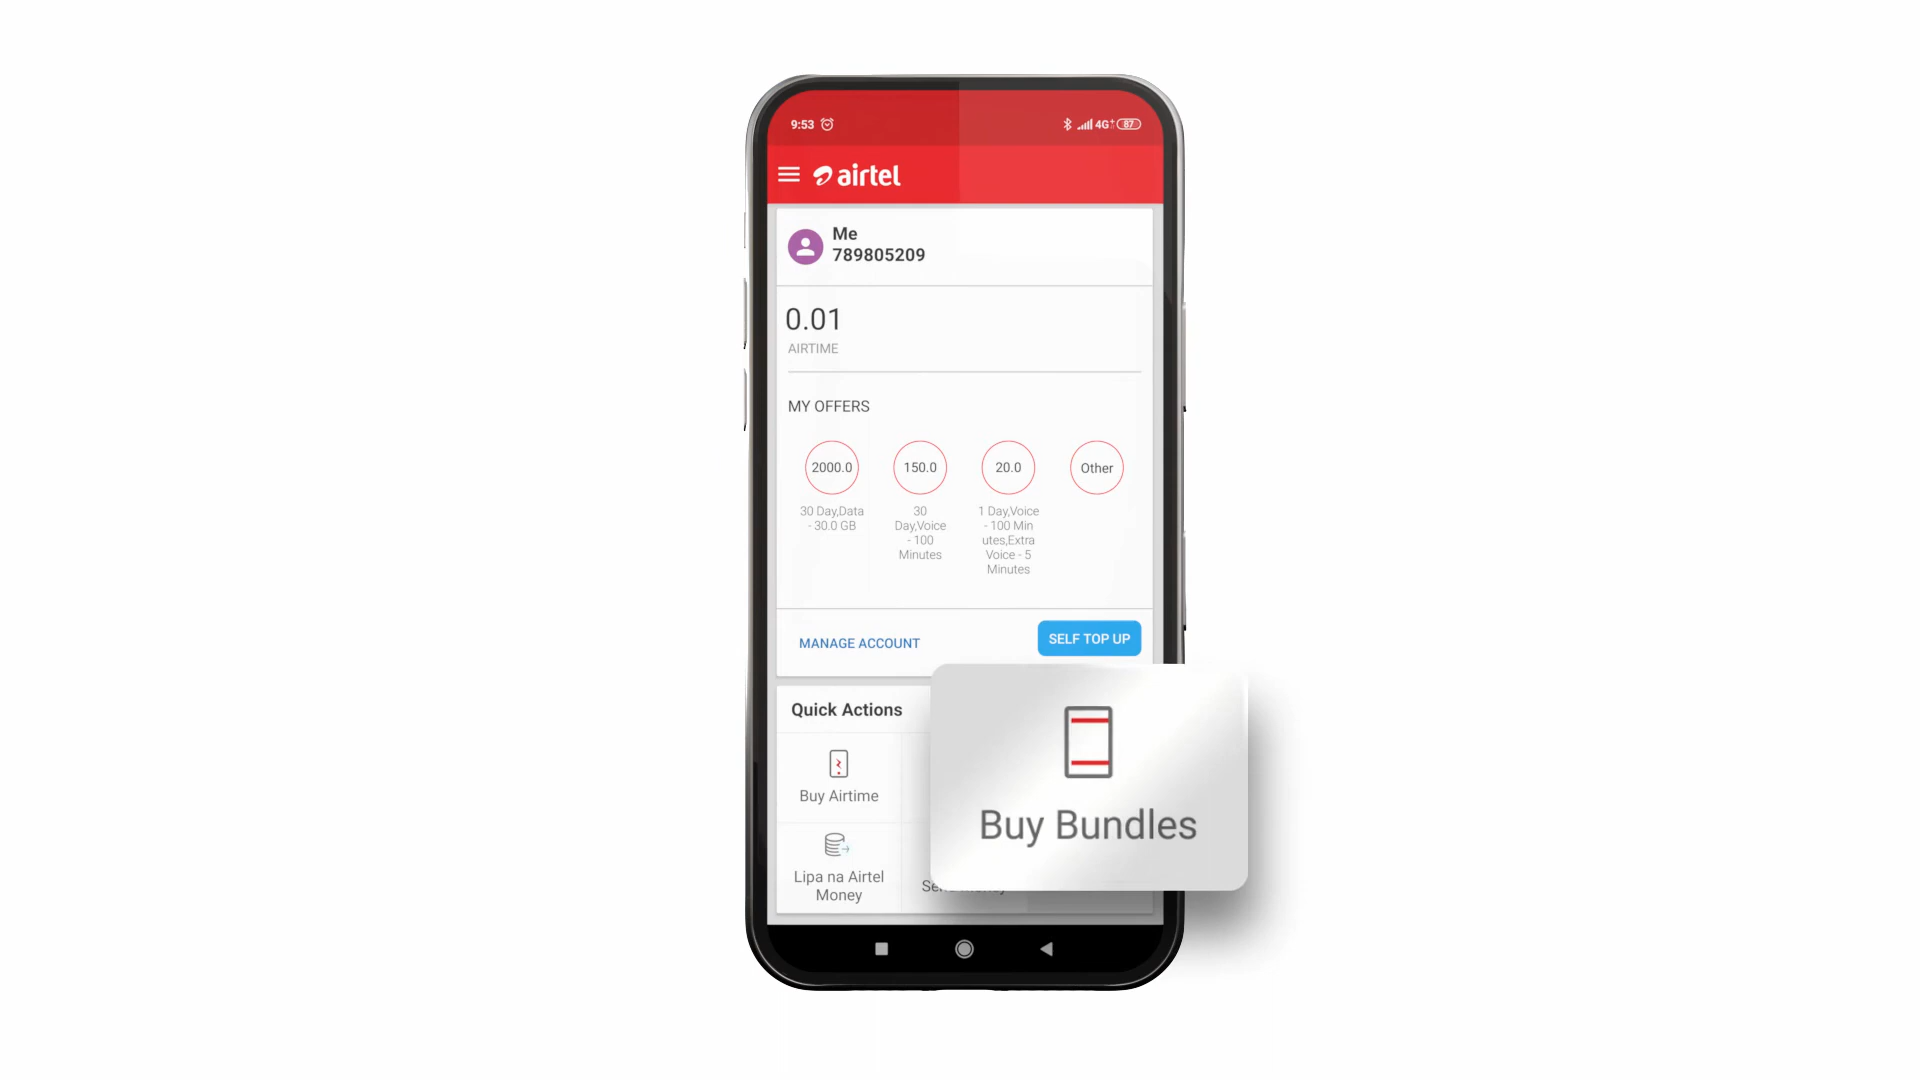 9:53
4G+ 87
airtel
Me
789805209
0.01
AIRTIME
MY OFFERS
2000.0
150.0
20.0
Other
30 Day,Data
- 30.0 GB
30
Day,Voice
- 100
Minutes
1 Day,Voice
- 100 Min
utes,Extra
Voice - 5
Minutes
MANAGE ACCOUNT
SELF TOP UP
Quick Actions
Buy Airtime
Buy Bundles
Lipa na Airtel
Money